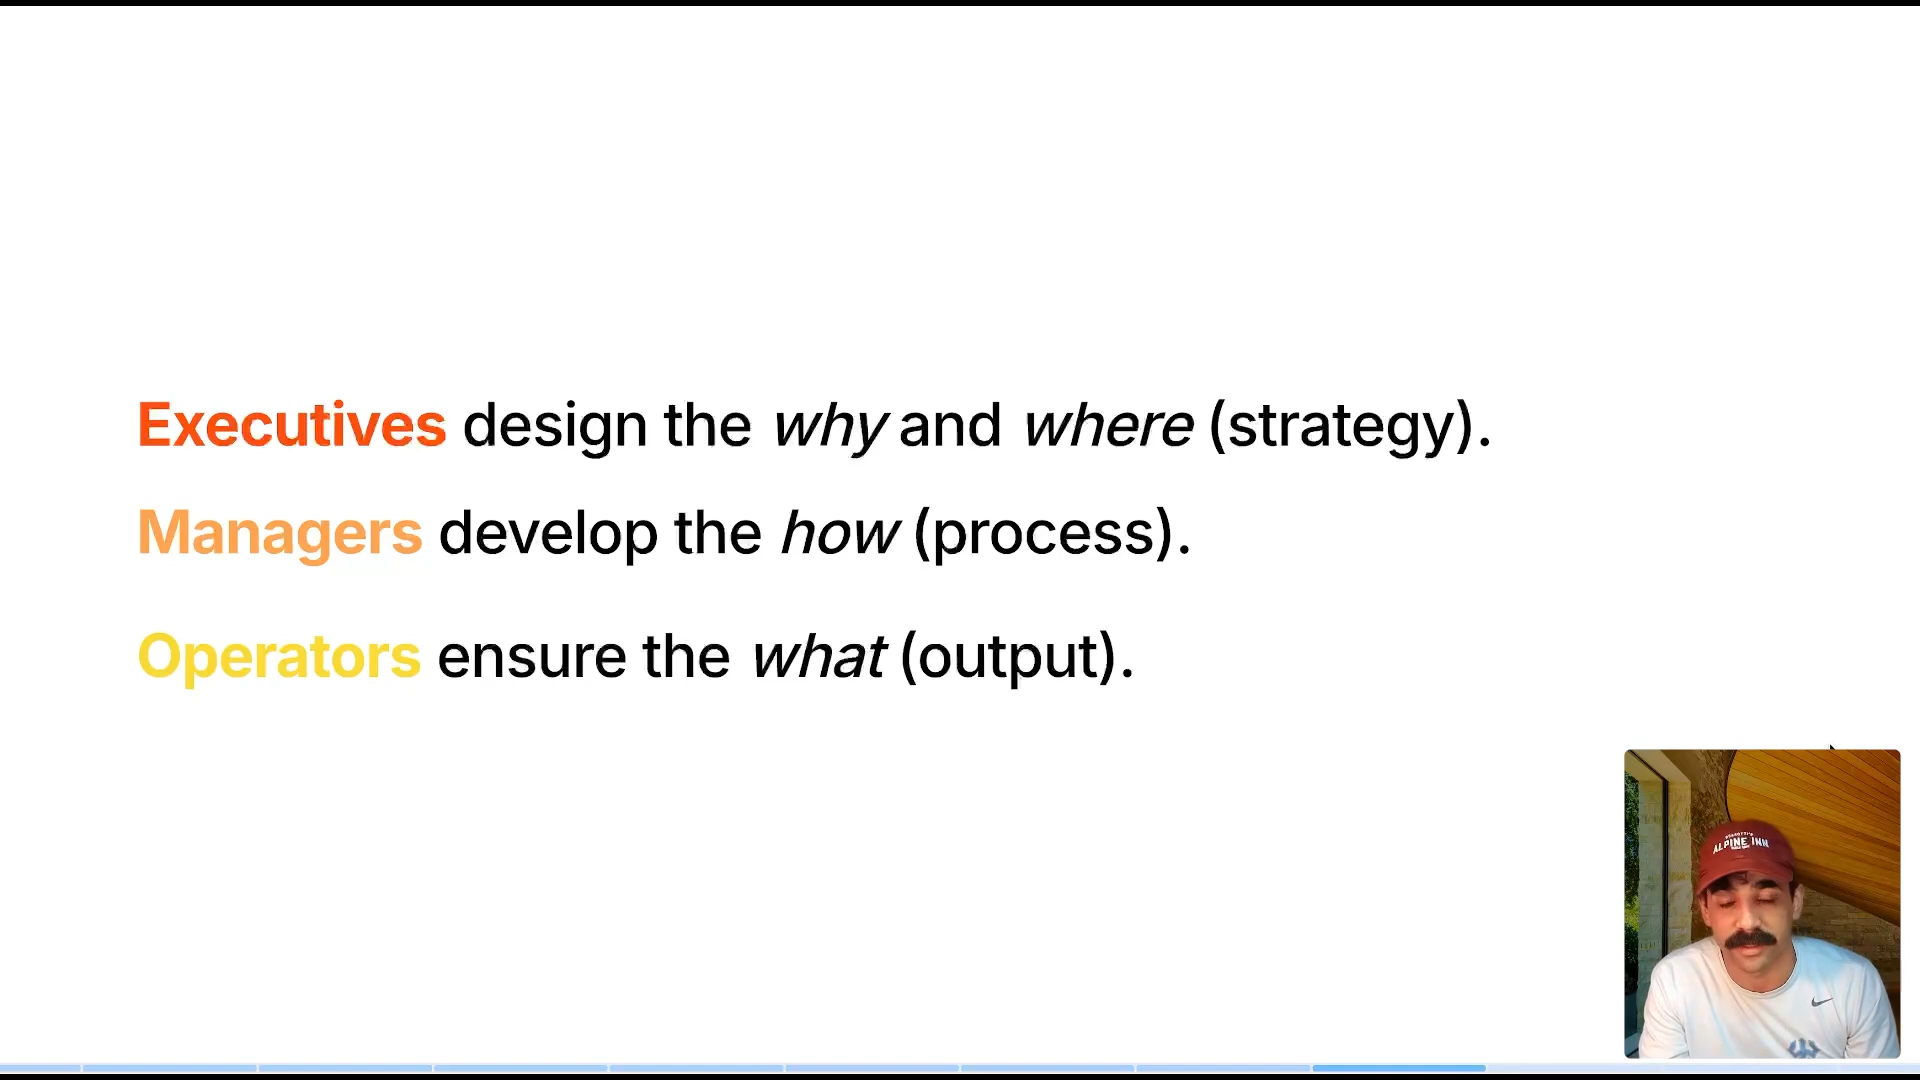 Executives design the why and where (strategy).
Managers develop the how (process).
Operators ensure the what (output).
ALPINE INN